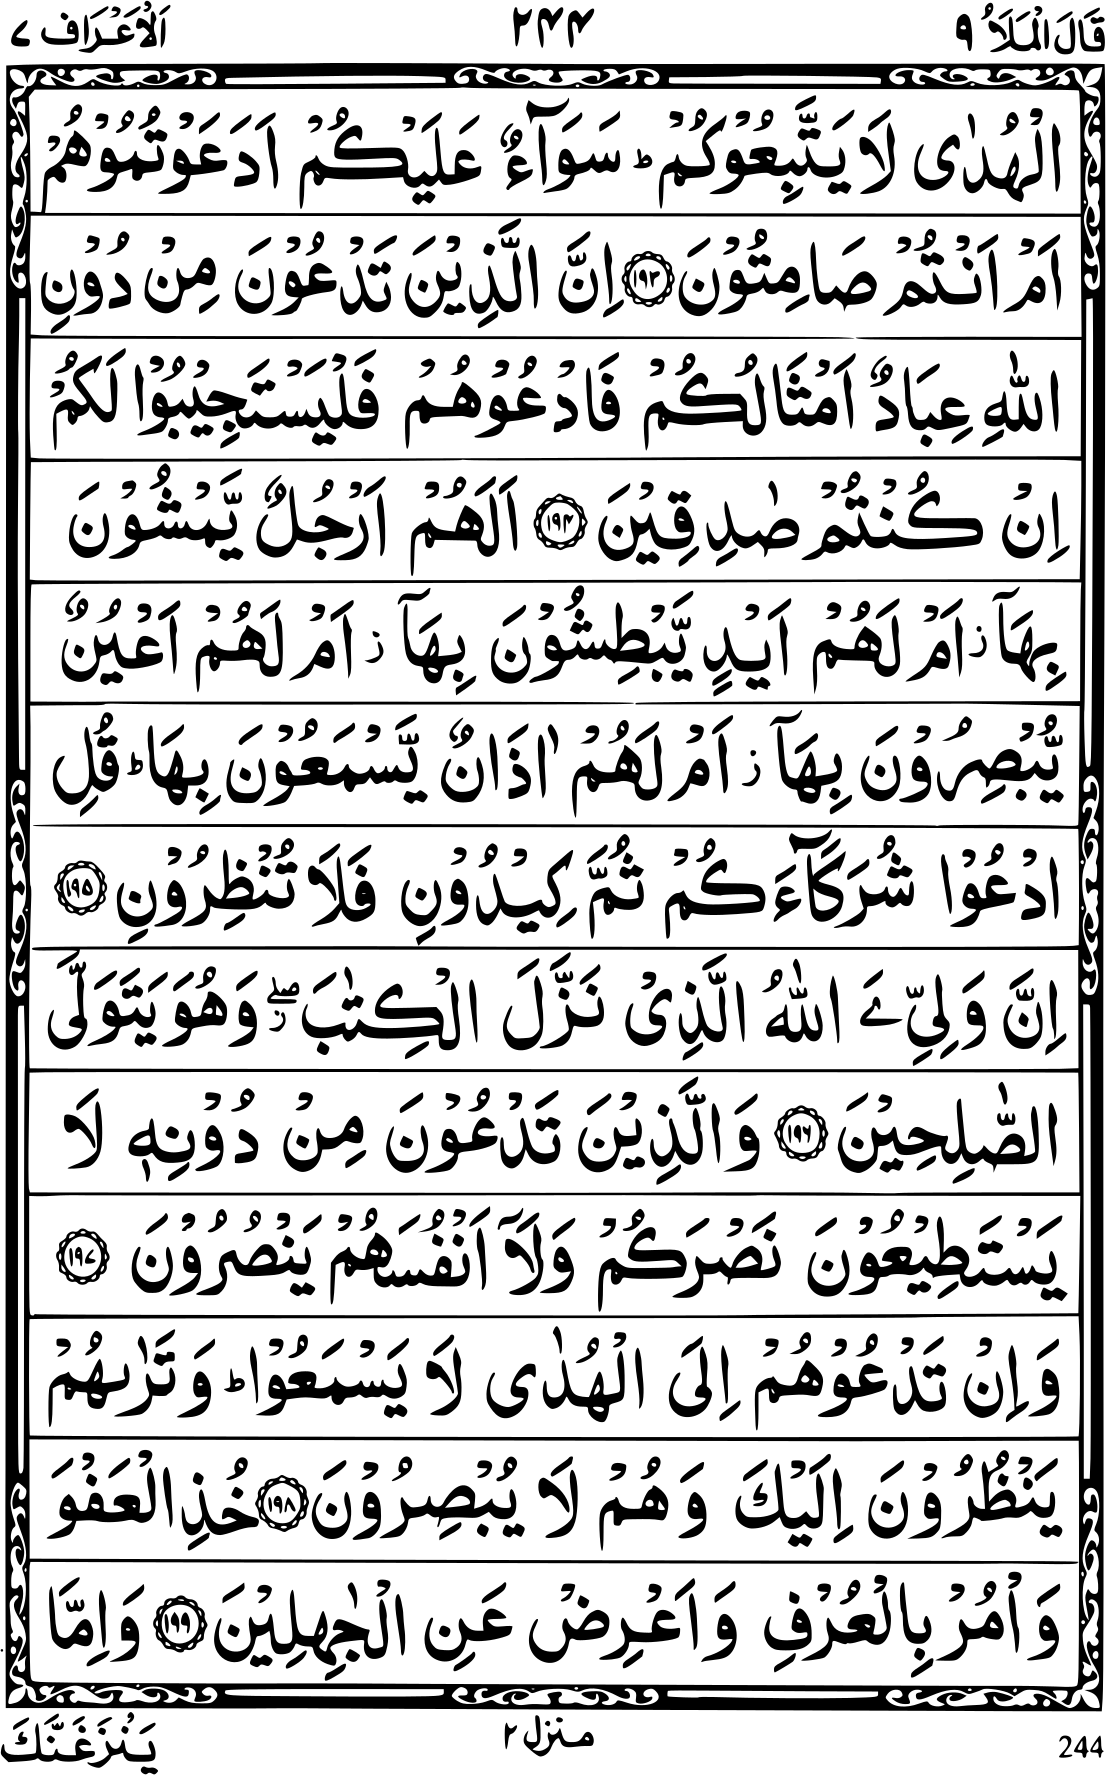 قَالَ الْمَلَاُ ۹ ۲۴۴ اَلْاَعْرَاف ۷
الْهُدٰى لَا يَتَّبِعُوْكُمْ ؕ سَوَآءٌ عَلَيْكُمْ اَدَعَوْتُمُوْهُمْ
اَمْ اَنْتُمْ صَامِتُوْنَ ۱۹۳ اِنَّ الَّذِيْنَ تَدْعُوْنَ مِنْ دُوْنِ
اللّٰهِ عِبَادٌ اَمْثَالُكُمْ فَادْعُوْهُمْ فَلْيَسْتَجِيْبُوْا لَكُمْ
اِنْ كُنْتُمْ صٰدِقِيْنَ ۱۹۴ اَلَهُمْ اَرْجُلٌ يَّمْشُوْنَ
بِهَآ ؗ اَمْ لَهُمْ اَيْدٍ يَّبْطِشُوْنَ بِهَآ ؗ اَمْ لَهُمْ اَعْيُنٌ
يُّبْصِرُوْنَ بِهَآ ؗ اَمْ لَهُمْ اٰذَانٌ يَّسْمَعُوْنَ بِهَا ؕ قُلِ
ادْعُوْا شُرَكَآءَكُمْ ثُمَّ كِيْدُوْنِ فَلَا تُنْظِرُوْنِ ۱۹۵
اِنَّ وَلِيِّ ےَ اللّٰهُ الَّذِيْ نَزَّلَ الْكِتٰبَ ۖؗ وَهُوَ يَتَوَلَّى
الصّٰلِحِيْنَ ۱۹۶ وَالَّذِيْنَ تَدْعُوْنَ مِنْ دُوْنِهٖ لَا
يَسْتَطِيْعُوْنَ نَصْرَكُمْ وَلَآ اَنْفُسَهُمْ يَنْصُرُوْنَ ۱۹۷
وَاِنْ تَدْعُوْهُمْ اِلَى الْهُدٰى لَا يَسْمَعُوْا ؕ وَتَرٰىهُمْ
يَنْظُرُوْنَ اِلَيْكَ وَهُمْ لَا يُبْصِرُوْنَ ۱۹۸ خُذِ الْعَفْوَ
وَاْمُرْ بِالْعُرْفِ وَاَعْرِضْ عَنِ الْجٰهِلِيْنَ ۱۹۹ وَاِمَّا
244 منزل ۲ يَنْزَغَنَّكَ